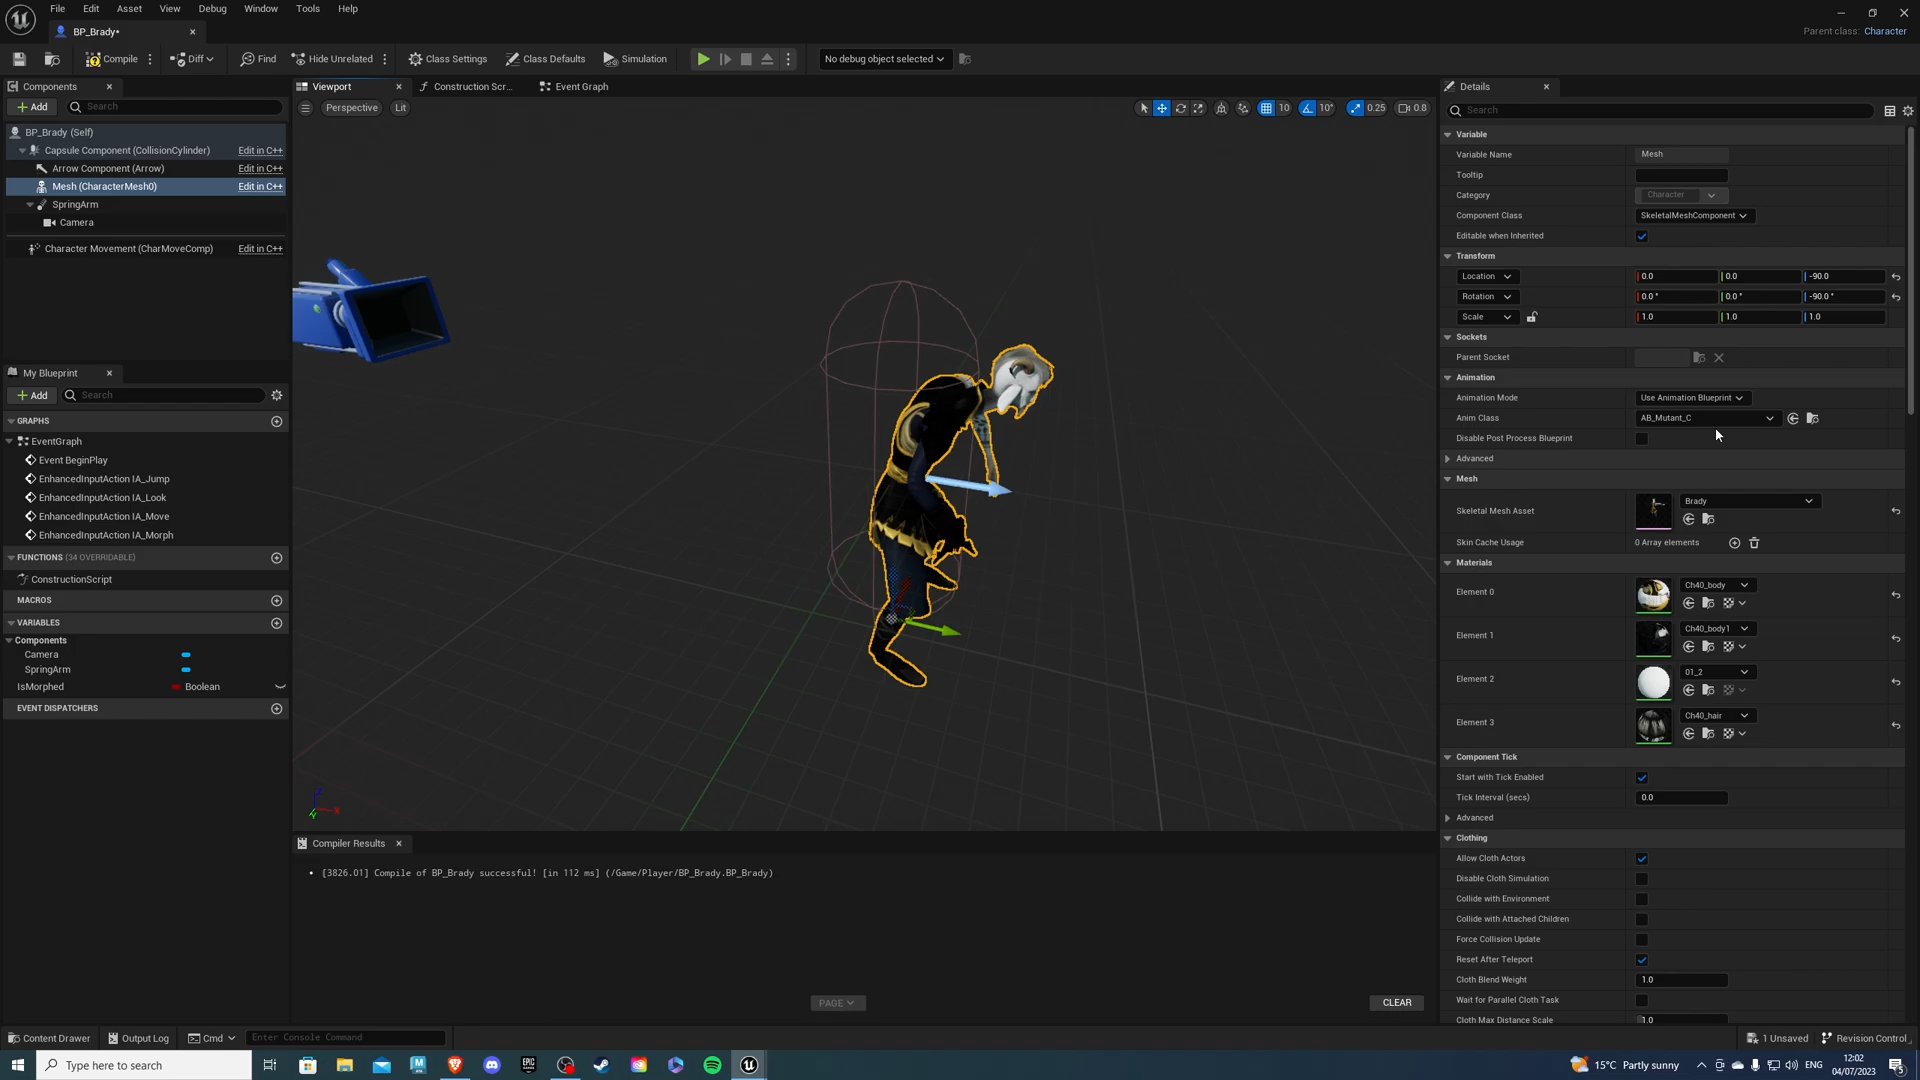 File Edit Asset View Debug Window Tools Help
BP_Brady*
Parent class: Character
Compile Diff Find Hide Unrelated Class Settings Class Defaults Simulation No debug object selected
Components
Add Search
BP_Brady (Self)
Capsule Component (CollisionCylinder) Edit in C++
Arrow Component (Arrow) Edit in C++
Mesh (CharacterMesh0) Edit in C++
SpringArm
Camera
Character Movement (CharMoveComp) Edit in C++
My Blueprint
Add Search
GRAPHS
EventGraph
Event BeginPlay
EnhancedInputAction IA_Jump
EnhancedInputAction IA_Look
EnhancedInputAction IA_Move
EnhancedInputAction IA_Morph
FUNCTIONS (34 OVERRIDABLE)
ConstructionScript
MACROS
VARIABLES
Components
Camera
SpringArm
IsMorphed Boolean
EVENT DISPATCHERS
Viewport Construction Scr... Event Graph
Perspective Lit 10 10° 0.25 0.8
Compiler Results
[3826.01] Compile of BP_Brady successful! [in 112 ms] (/Game/Player/BP_Brady.BP_Brady)
PAGE CLEAR
Details
Search
Variable
Variable Name Mesh
Tooltip
Category Character
Component Class SkeletalMeshComponent
Editable when Inherited
Transform
Location 0.0 0.0 -90.0
Rotation 0.0° 0.0° -90.0°
Scale 1.0 1.0 1.0
Sockets
Parent Socket
Animation
Animation Mode Use Animation Blueprint
Anim Class AB_Mutant_C
Disable Post Process Blueprint
Advanced
Mesh
Skeletal Mesh Asset Brady
Skin Cache Usage 0 Array elements
Materials
Element 0 Ch40_body
Element 1 Ch40_body1
Element 2 01_2
Element 3 Ch40_hair
Component Tick
Start with Tick Enabled
Tick Interval (secs) 0.0
Advanced
Clothing
Allow Cloth Actors
Disable Cloth Simulation
Collide with Environment
Collide with Attached Children
Force Collision Update
Reset After Teleport
Cloth Blend Weight 1.0
Wait for Parallel Cloth Task
Cloth Max Distance Scale 1.0
Content Drawer Output Log Cmd Enter Console Command 1 Unsaved Revision Control
Type here to search 15°C Partly sunny ENG 12:02
04/07/2023